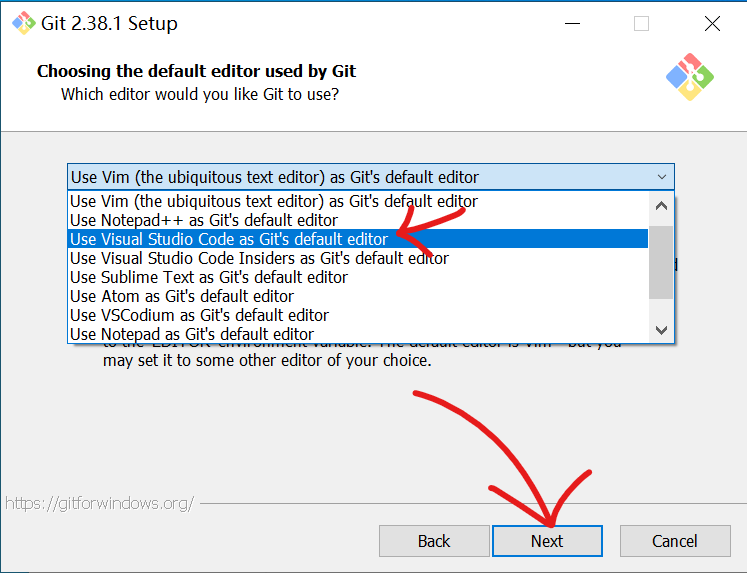 Git 2.38.1 Setup
Choosing the default editor used by Git
Which editor would you like Git to use?
Use Vim (the ubiquitous text editor) as Git's default editor
Use Vim (the ubiquitous text editor) as Git's default editor
Use Notepad++ as Git's default editor
Use Visual Studio Code as Git's default editor
Use Visual Studio Code Insiders as Git's default editor
Use Sublime Text as Git's default editor
Use Atom as Git's default editor
Use VSCodium as Git's default editor
Use Notepad as Git's default editor
to the 'EDITOR' environment variable. The default editor is Vim - but you
may set it to some other editor of your choice.
https://gitforwindows.org/
Back
Next
Cancel